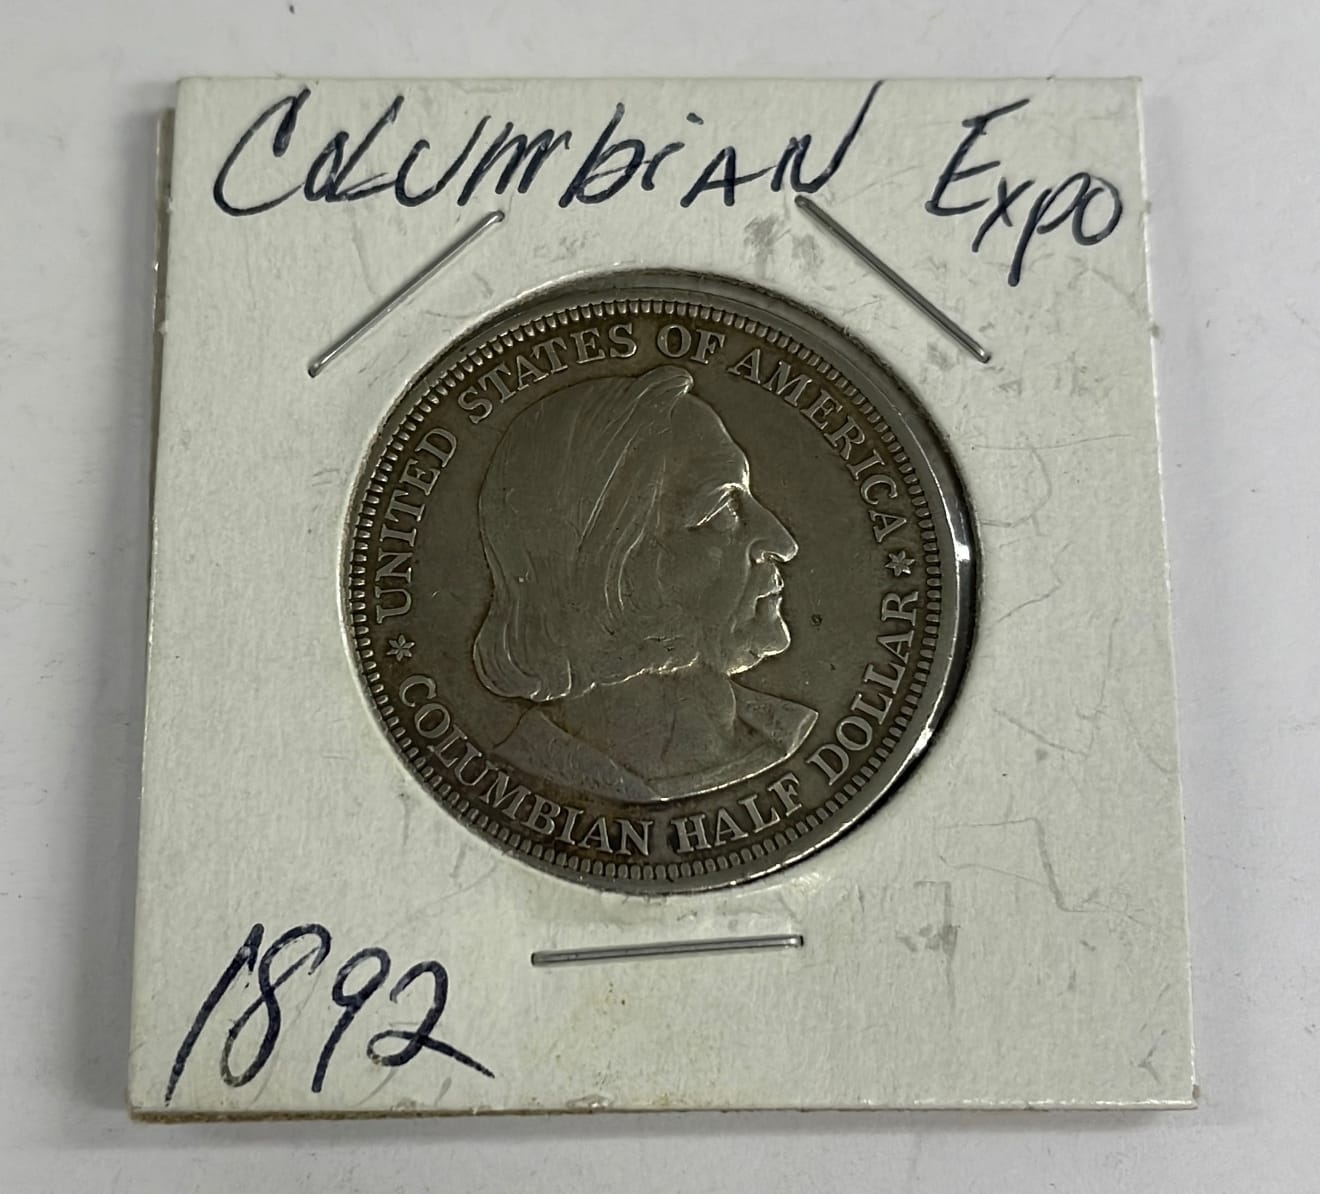 Columbian Expo
UNITED STATES OF AMERICA
COLUMBIAN HALF DOLLAR
1892